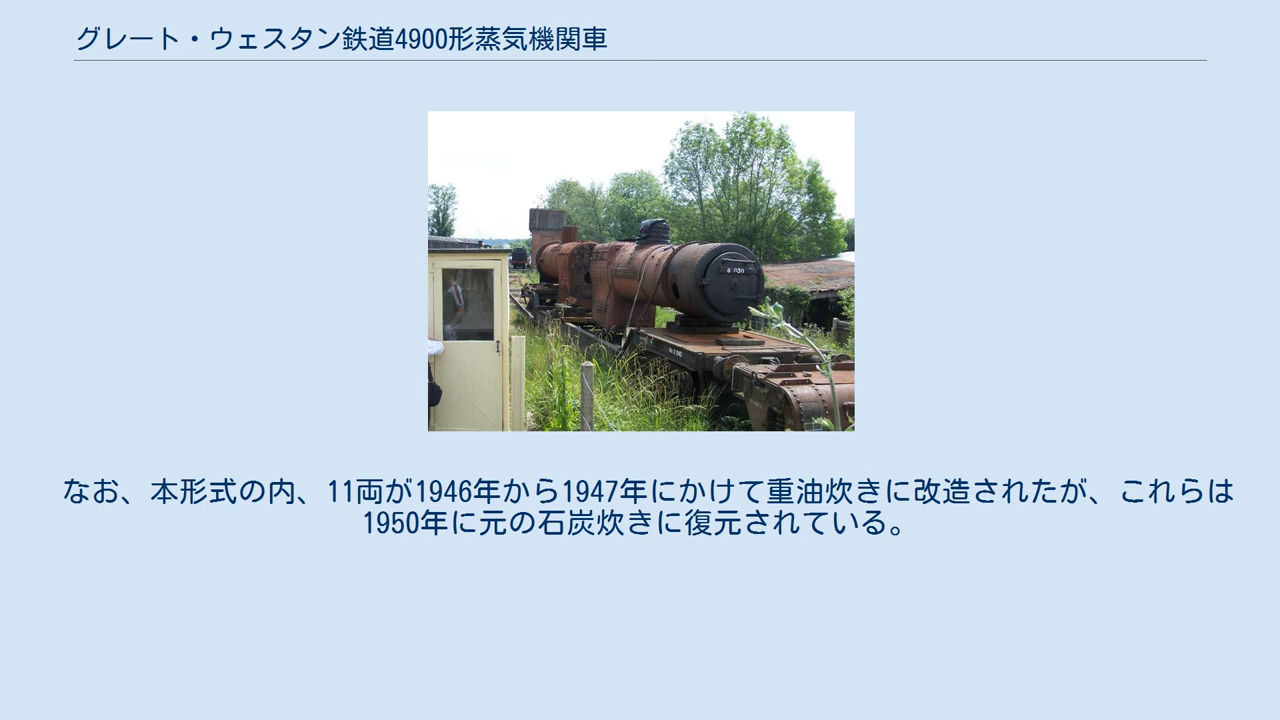 グレート・ウェスタン鉄道4900形蒸気機関車
なお、本形式の内、11両が1946年から1947年にかけて重油炊きに改造されたが、これらは
1950年に元の石炭炊きに復元されている。